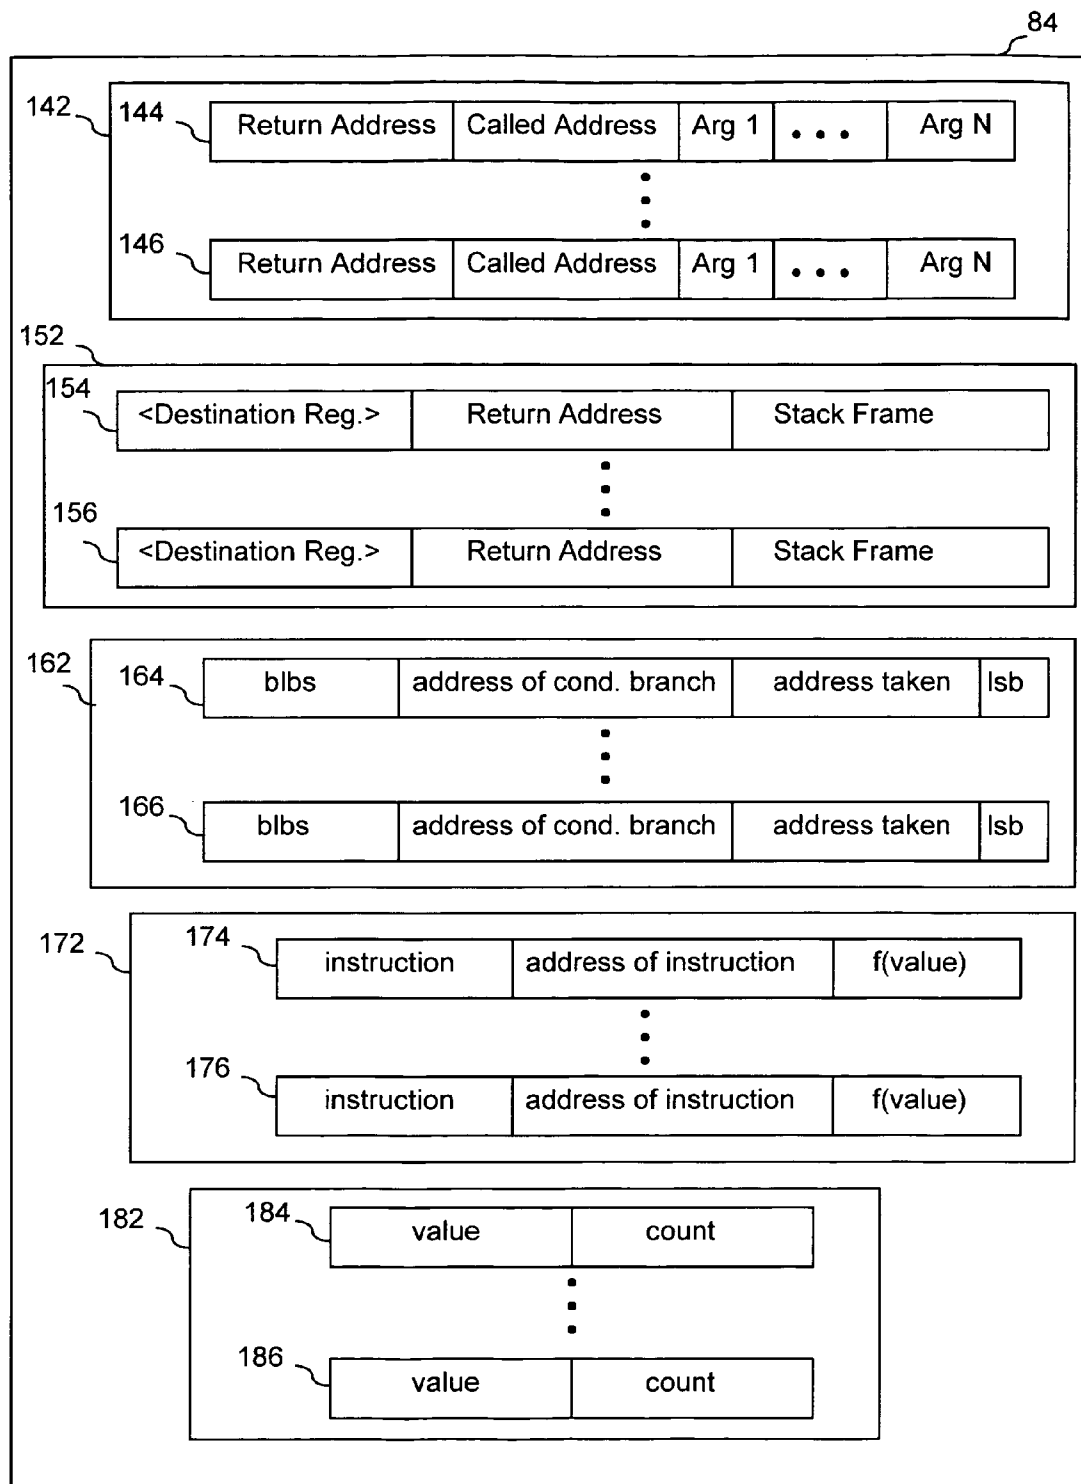 84
142
144 Return Address Called Address Arg 1 • • • Arg N
146 Return Address Called Address Arg 1 • • • Arg N
152
154 <Destination Reg.> Return Address Stack Frame
156 <Destination Reg.> Return Address Stack Frame
162
164 blbs address of cond. branch address taken lsb
166 blbs address of cond. branch address taken lsb
172
174 instruction address of instruction f(value)
176 instruction address of instruction f(value)
182
184 value count
186 value count